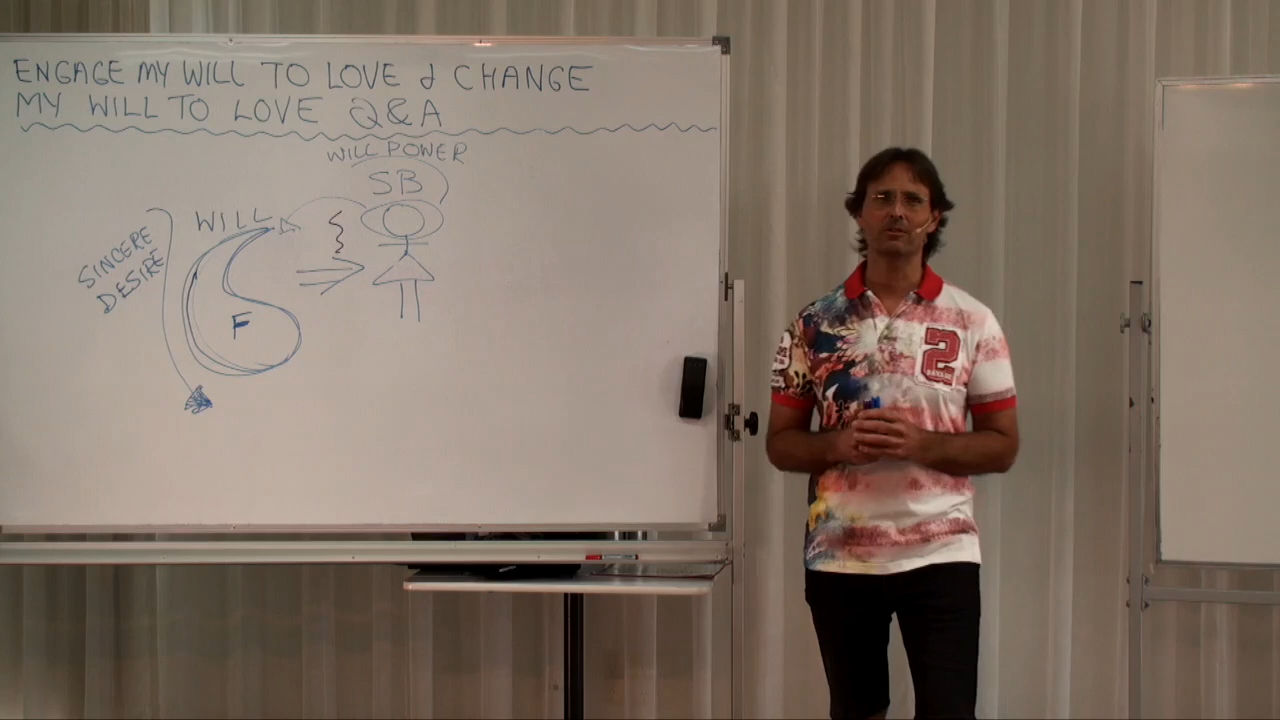 ENGAGE MY WILL TO LOVE & CHANGE
MY WILL TO LOVE Q&A
WILL POWER
SB
WILL
SINCERE
DESIRE
F
2